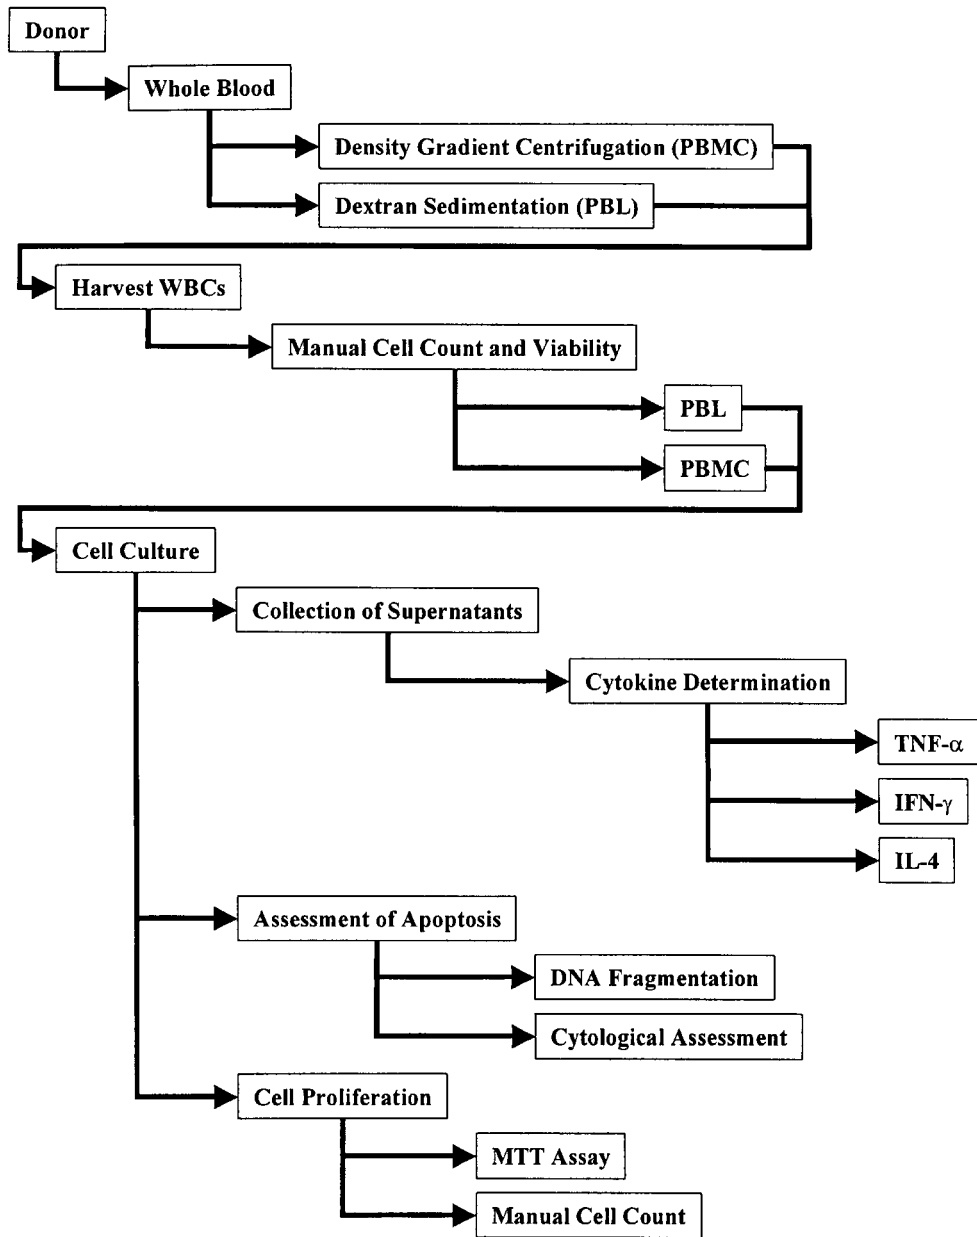 Donor
Whole Blood
Density Gradient Centrifugation (PBMC)
Dextran Sedimentation (PBL)
Harvest WBCs
Manual Cell Count and Viability
PBL
PBMC
Cell Culture
Collection of Supernatants
Cytokine Determination
TNF-α
IFN-γ
IL-4
Assessment of Apoptosis
DNA Fragmentation
Cytological Assessment
Cell Proliferation
MTT Assay
Manual Cell Count